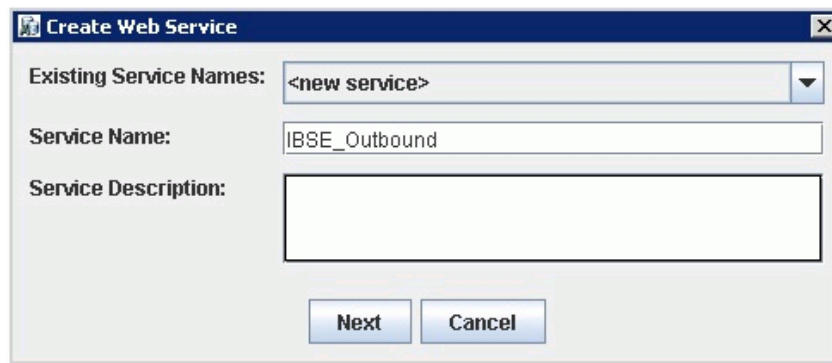 Create Web Service
Existing Service Names: <new service>
Service Name: IBSE_Outbound
Service Description:
Next Cancel